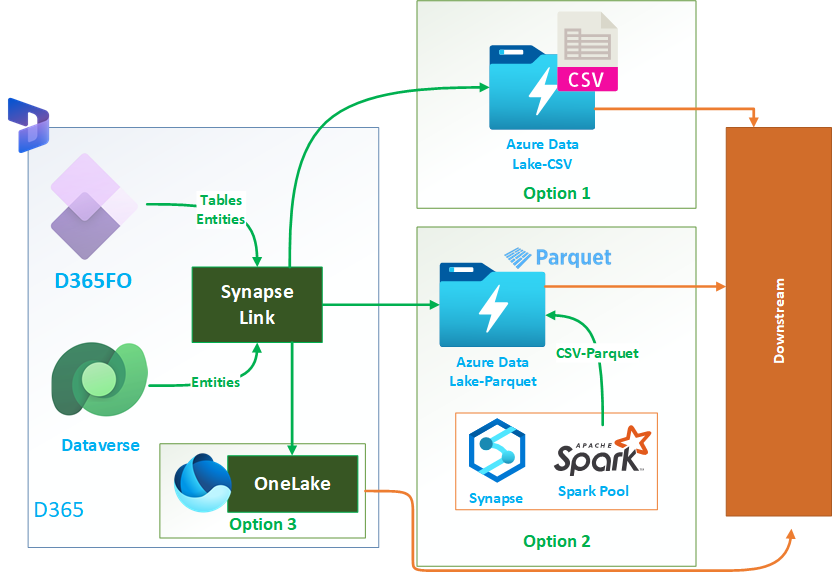 CSV
Azure Data
Lake-CSV
Option 1
Tables
Entities
D365FO
Synapse
Link
Parquet
Azure Data
Lake-Parquet
CSV-Parquet
Downstream
Entities
Dataverse
OneLake
Option 3
D365
APACHE
Spark
TM
Synapse
Spark Pool
Option 2